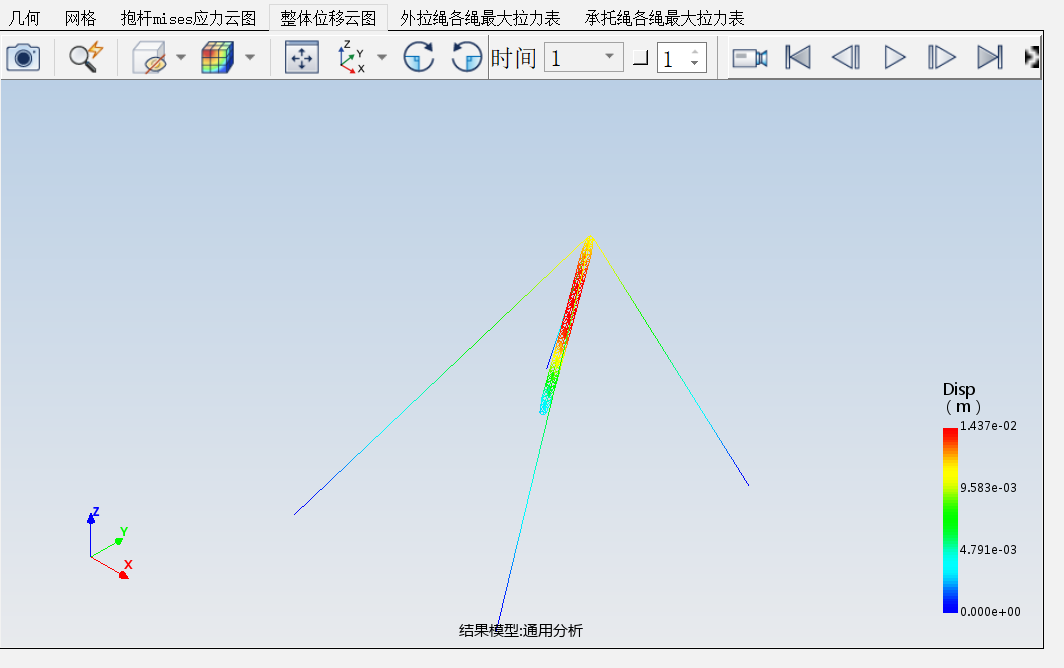 几何 网格 抱杆mises应力云图 整体位移云图 外拉绳各绳最大拉力表 承托绳各绳最大拉力表
Z Y X 时间 1 1
Disp
(m)
1.437e-02
9.583e-03
4.791e-03
0.000e+00
Z
Y
X
结果模型:通用分析